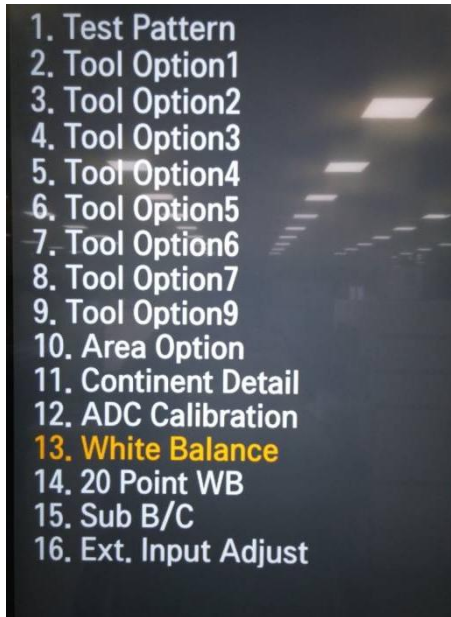 1. Test Pattern
2. Tool Option1
3. Tool Option2
4. Tool Option3
5. Tool Option4
6. Tool Option5
7. Tool Option6
8. Tool Option7
9. Tool Option9
10. Area Option
11. Continent Detail
12. ADC Calibration
13. White Balance
14. 20 Point WB
15. Sub B/C
16. Ext. Input Adjust